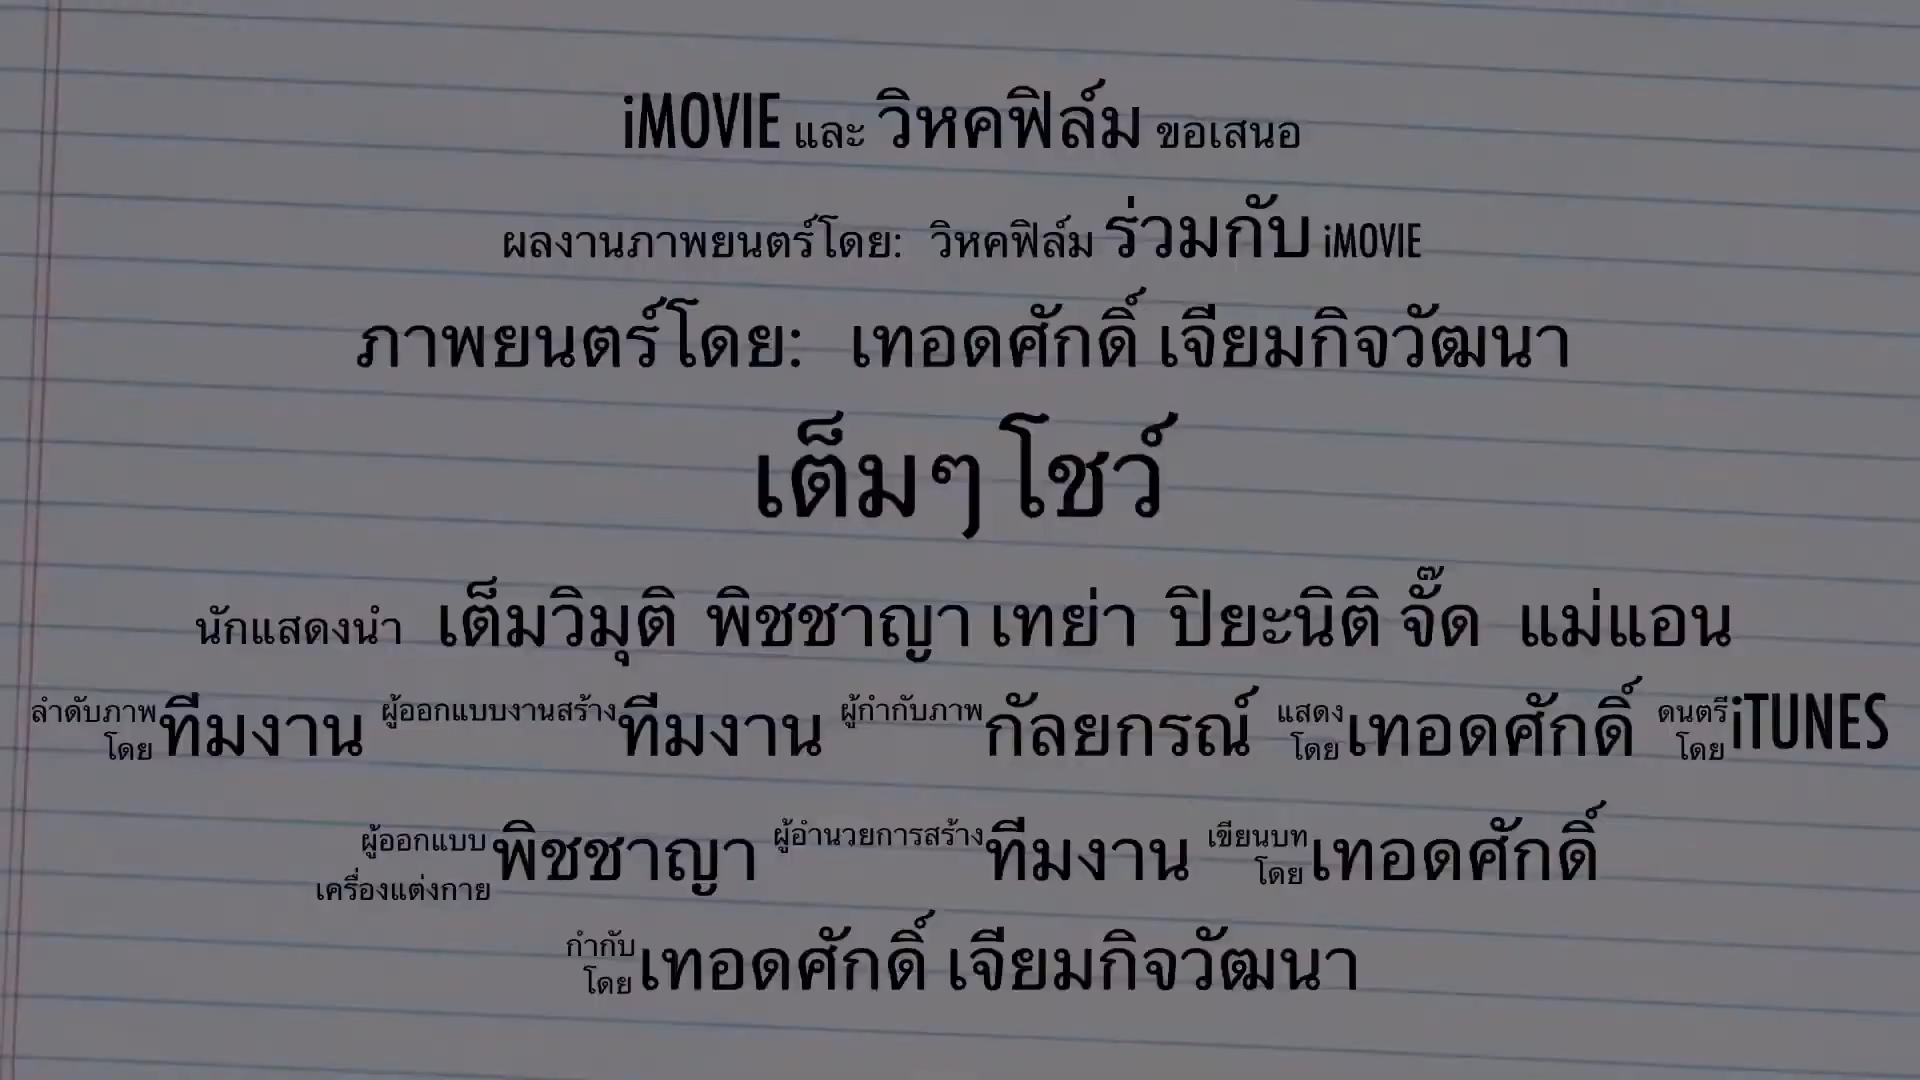 iMOVIE และ วิหคฟิล์ม ขอเสนอ
ผลงานภาพยนตร์โดย: วิหคฟิล์ม ร่วมกับ iMOVIE
ภาพยนตร์โดย: เทอดศักดิ์ เจียมกิจวัฒนา
เต็มๆ โชว์
นักแสดงนำ เต็มวิมุติ พิชชาญา เทย่า ปิยะนิติ จั๊ด แม่แอน
ลำดับภาพโดย ทีมงาน ผู้ออกแบบงานสร้าง ทีมงาน ผู้กำกับภาพ กัลยกรณ์ แสดงโดย เทอดศักดิ์ ดนตรีโดย iTUNES
ผู้ออกแบบเครื่องแต่งกาย พิชชาญา ผู้อำนวยการสร้าง ทีมงาน เขียนบทโดย เทอดศักดิ์
กำกับโดย เทอดศักดิ์ เจียมกิจวัฒนา